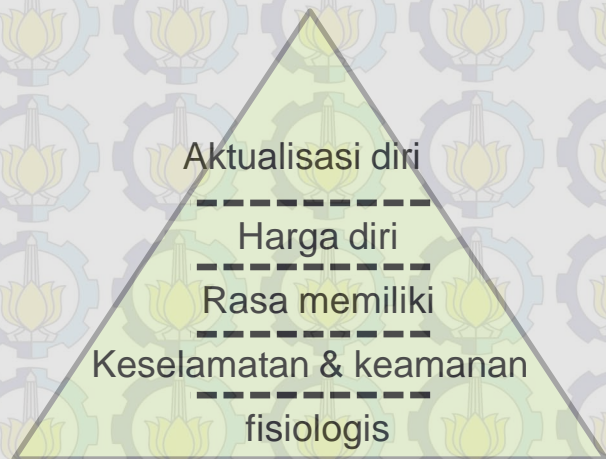 Aktualisasi diri
Harga diri
Rasa memiliki
Keselamatan & keamanan
fisiologis